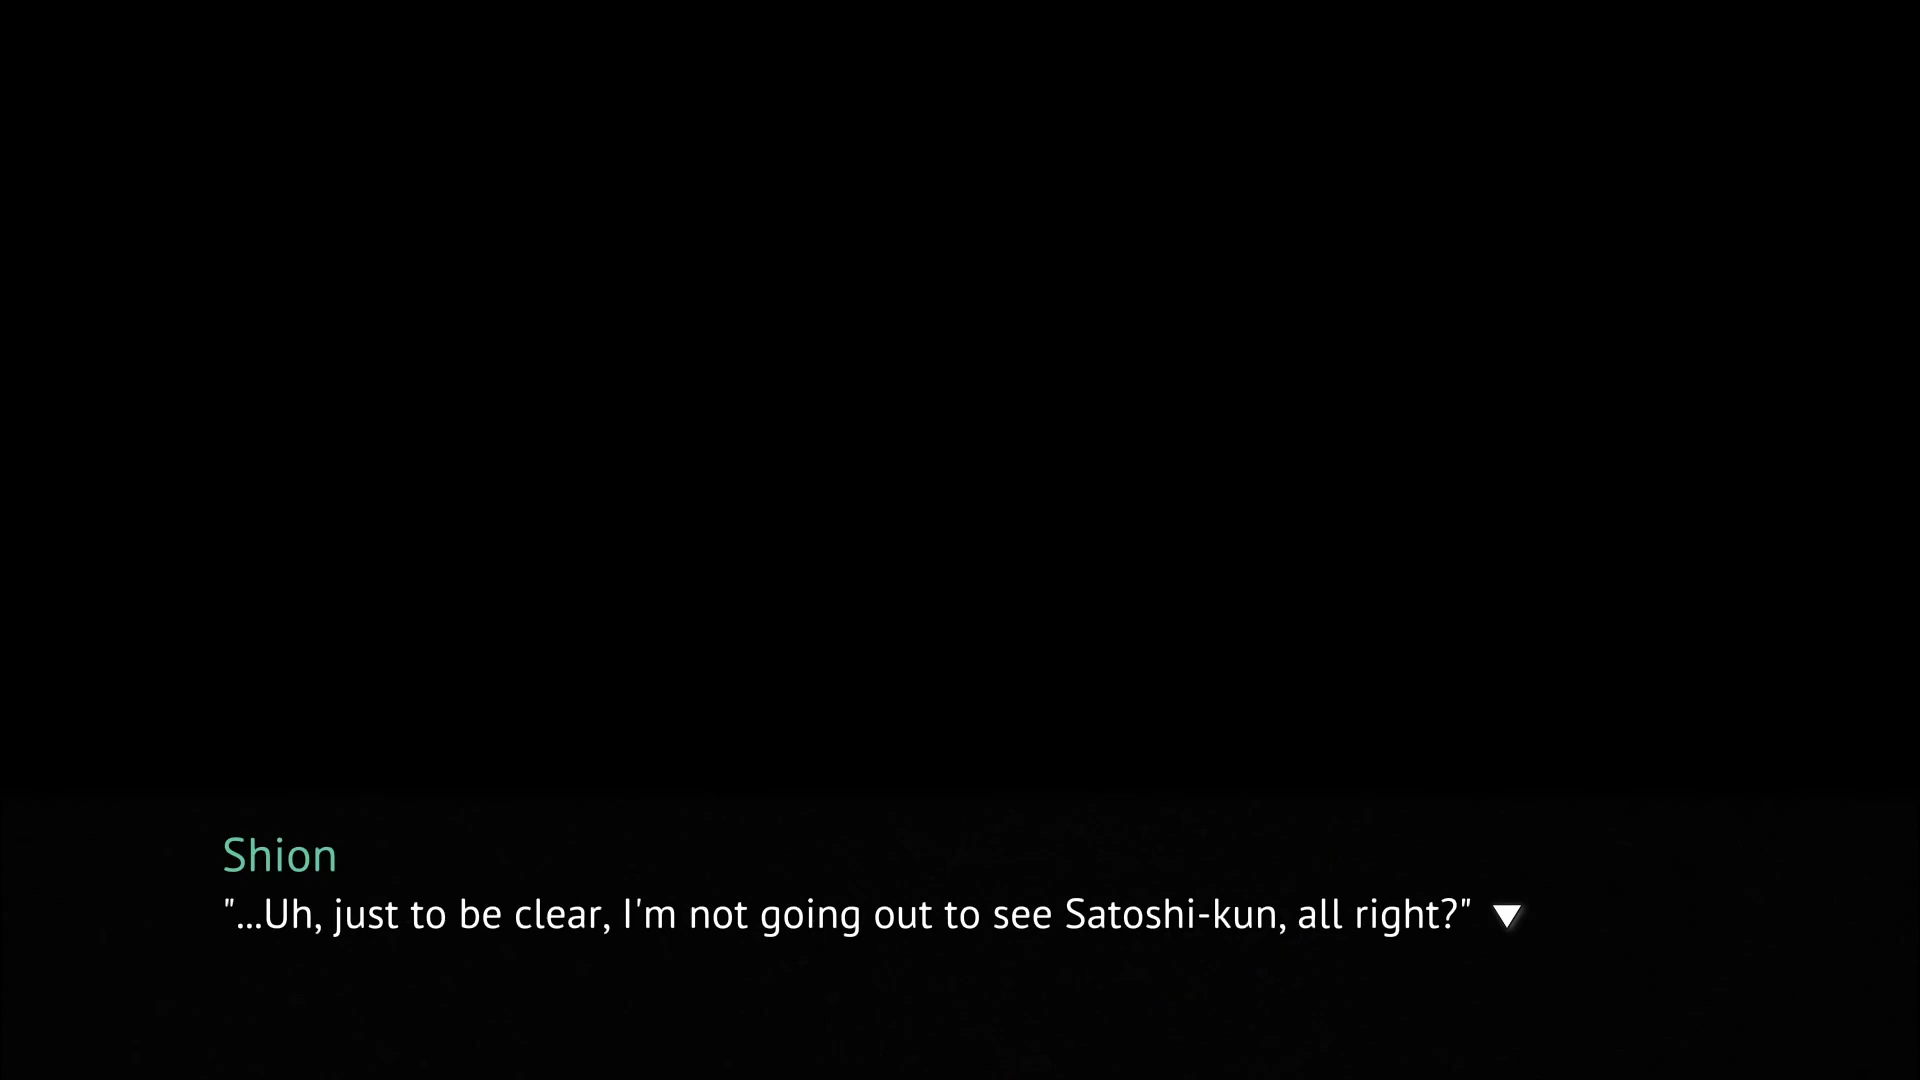 Shion
"...Uh, just to be clear, I'm not going out to see Satoshi-kun, all right?"